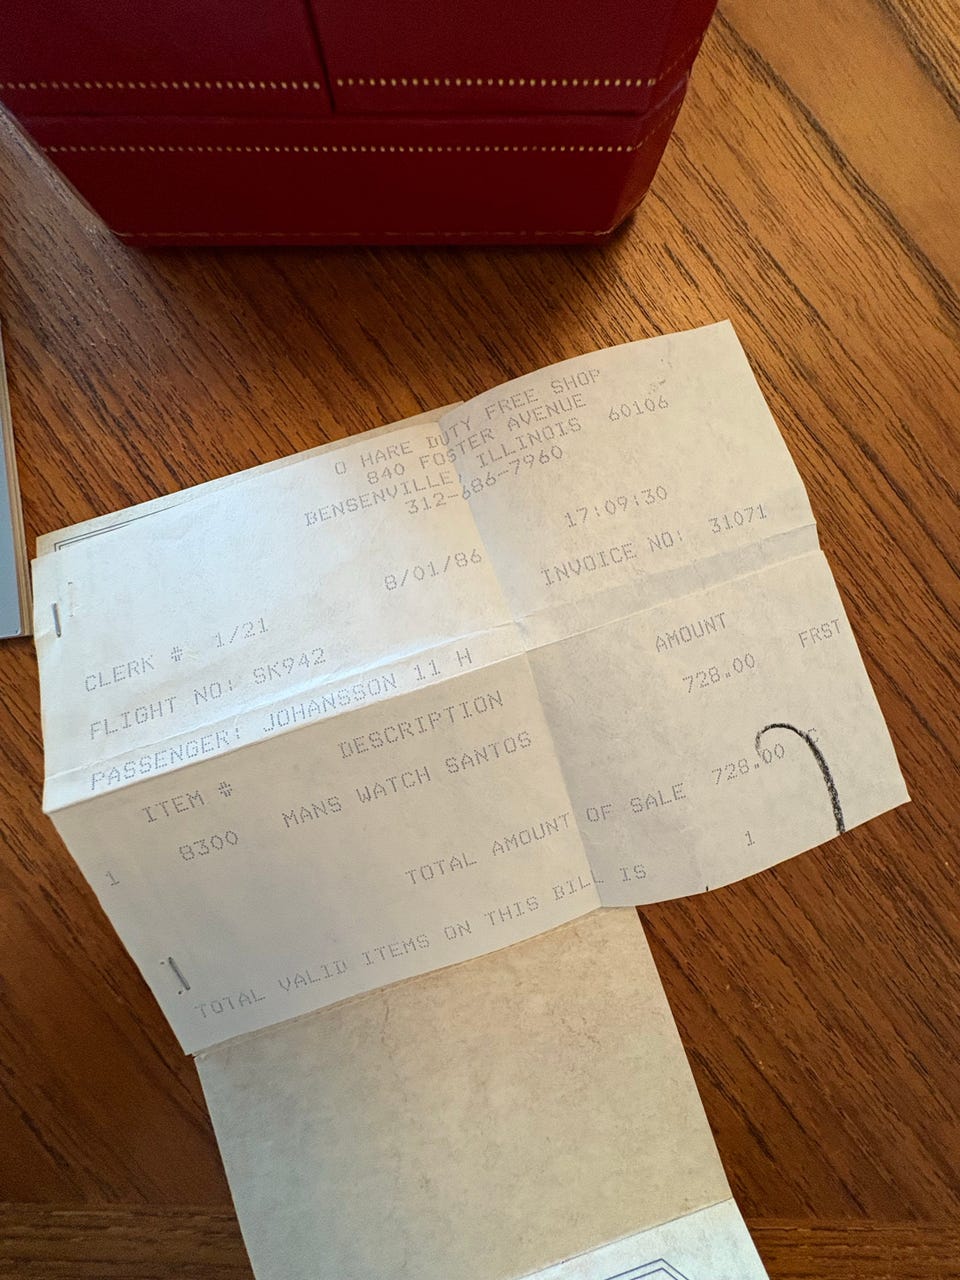 O HARE DUTY FREE SHOP
840 FOSTER AVENUE
BENSENVILLE, ILLINOIS 60106
312-686-7960
8/01/86 17:09:30
CLERK # 1/21 INVOICE NO: 31071
FLIGHT NO: SK942
PASSENGER: JOHANSSON 11 H
ITEM # DESCRIPTION AMOUNT FRST
1 8300 MANS WATCH SANTOS 728.00
TOTAL AMOUNT OF SALE 728.00
TOTAL VALID ITEMS ON THIS BILL IS 1